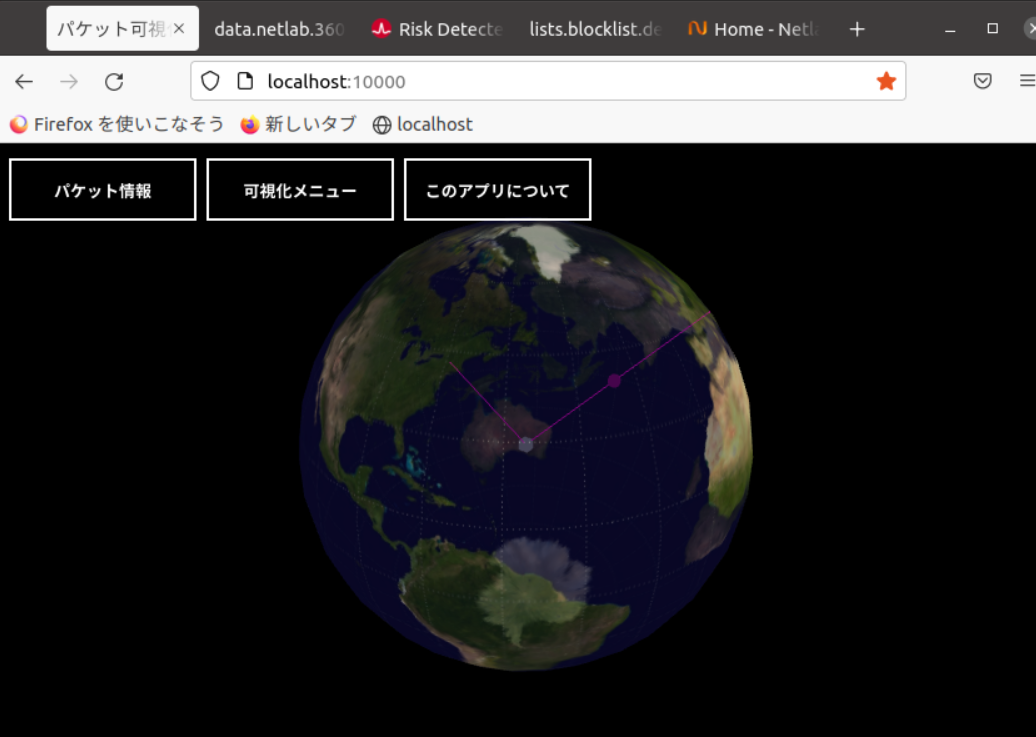 パケット可視
data.netlab.360
Risk Detecte
lists.blocklist.de
Home - Netla
localhost:10000
Firefox を使いこなそう
新しいタブ
localhost
パケット情報
可視化メニュー
このアプリについて